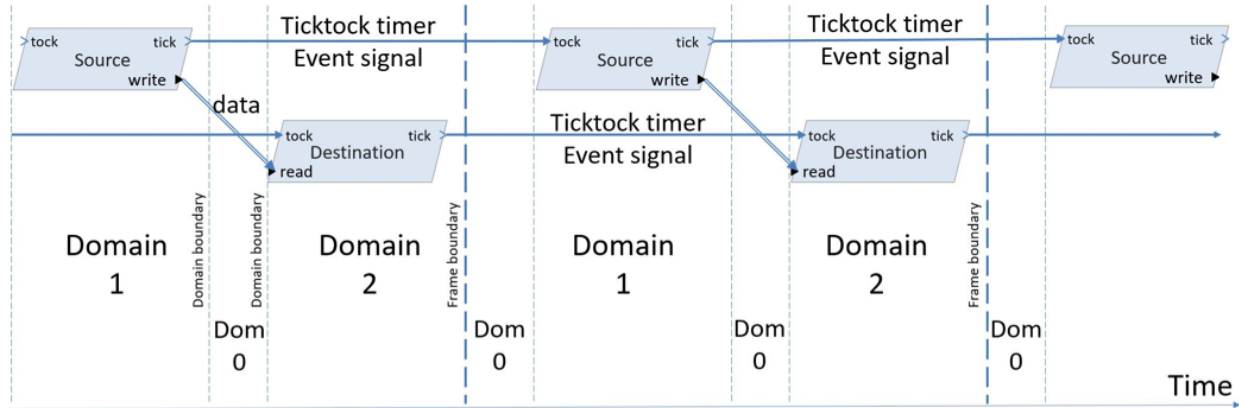 tock tick
Source
write
Ticktock timer
Event signal
tock tick
Source
write
Ticktock timer
Event signal
tock tick
Source
write
data
tock tick
Destination
read
Ticktock timer
Event signal
tock tick
Destination
read
Domain
1
Domain boundary
Domain boundary
Domain
2
Frame boundary
Domain
1
Domain
2
Frame boundary
Dom
0
Dom
0
Dom
0
Dom
0
Time